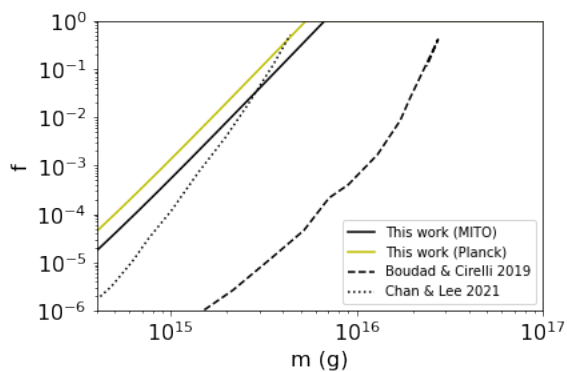 10^0
10^-1
10^-2
10^-3
10^-4
10^-5
10^-6
f
This work (MITO)
This work (Planck)
Boudad & Cirelli 2019
Chan & Lee 2021
10^15
10^16
10^17
m (g)